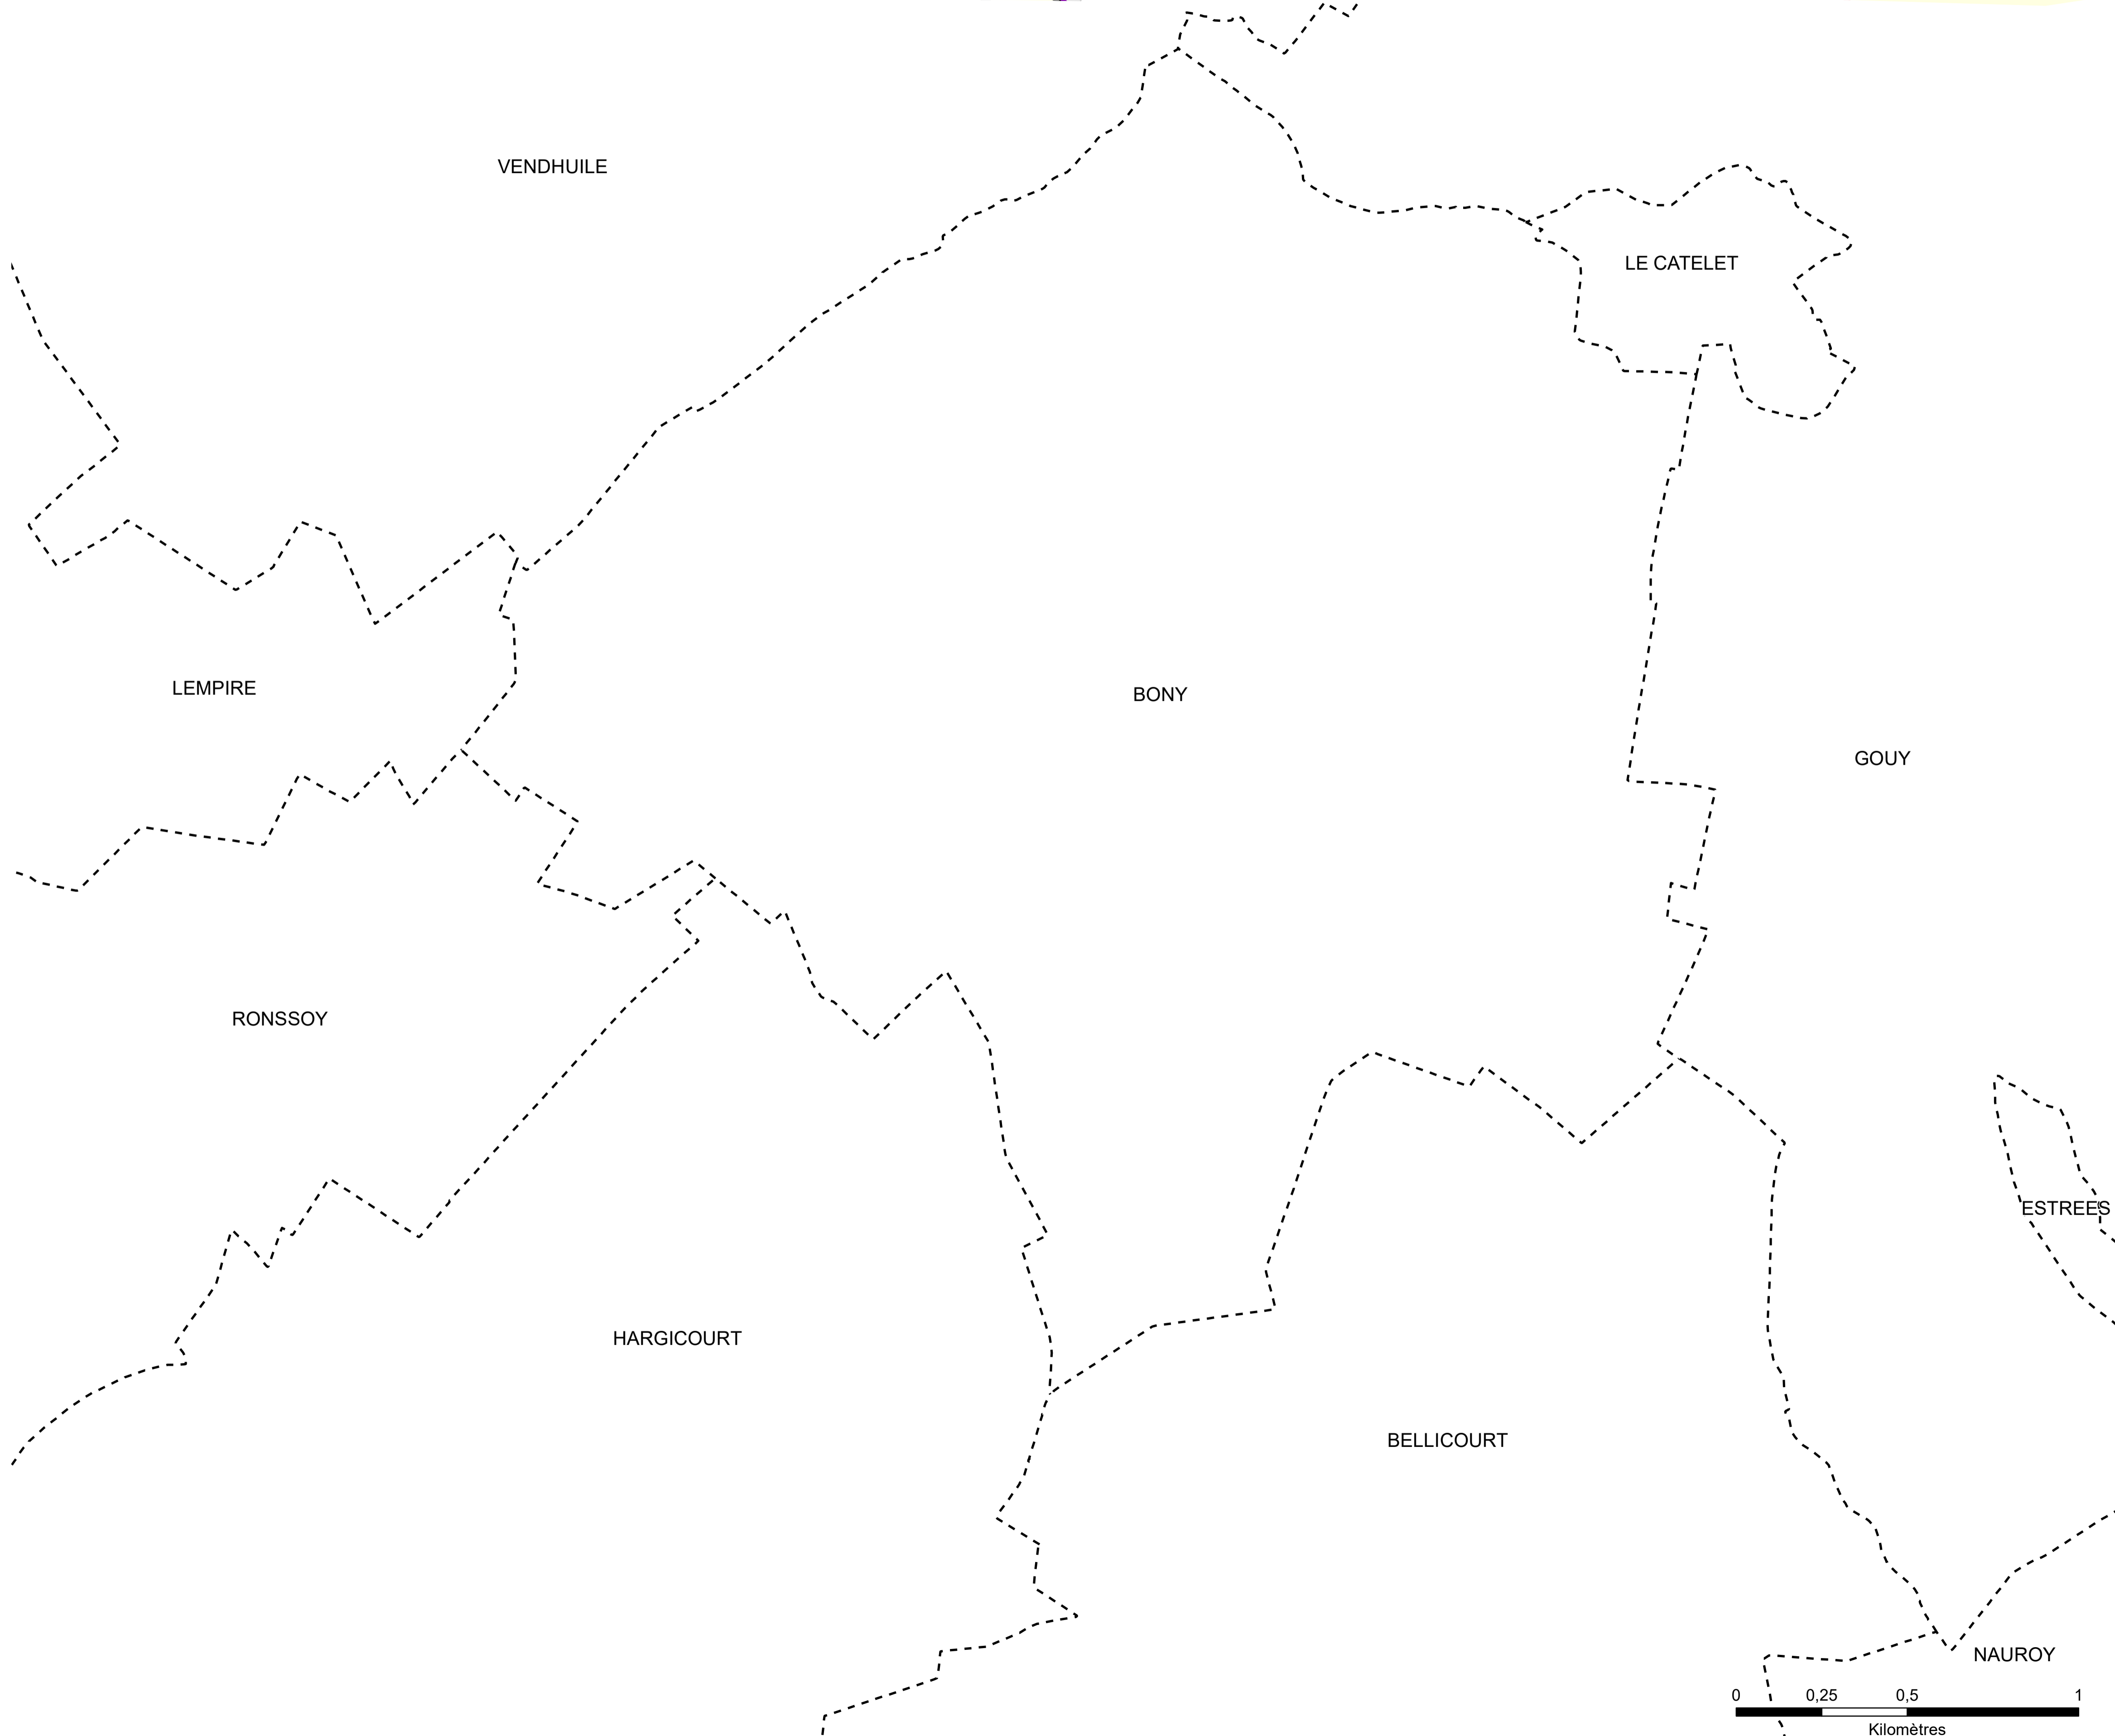 VENDHUILE
LE CATELET
LEMPIRE
BONY
GOUY
RONSSOY
ESTREES
HARGICOURT
BELLICOURT
NAUROY
0 0,25 0,5 1
Kilomètres